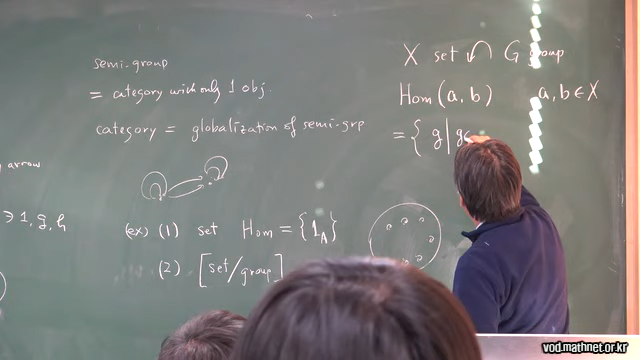 semi-group
= category with only 1 obj.
category = globalization of semi-grp
arrow
∋ 1, g, h
(ex) (1) set Hom = {1_A}
(2) [set/group]
X set ↶ G group
Hom(a, b) a, b ∈ X
= { g | g
vod.mathnet.or.kr